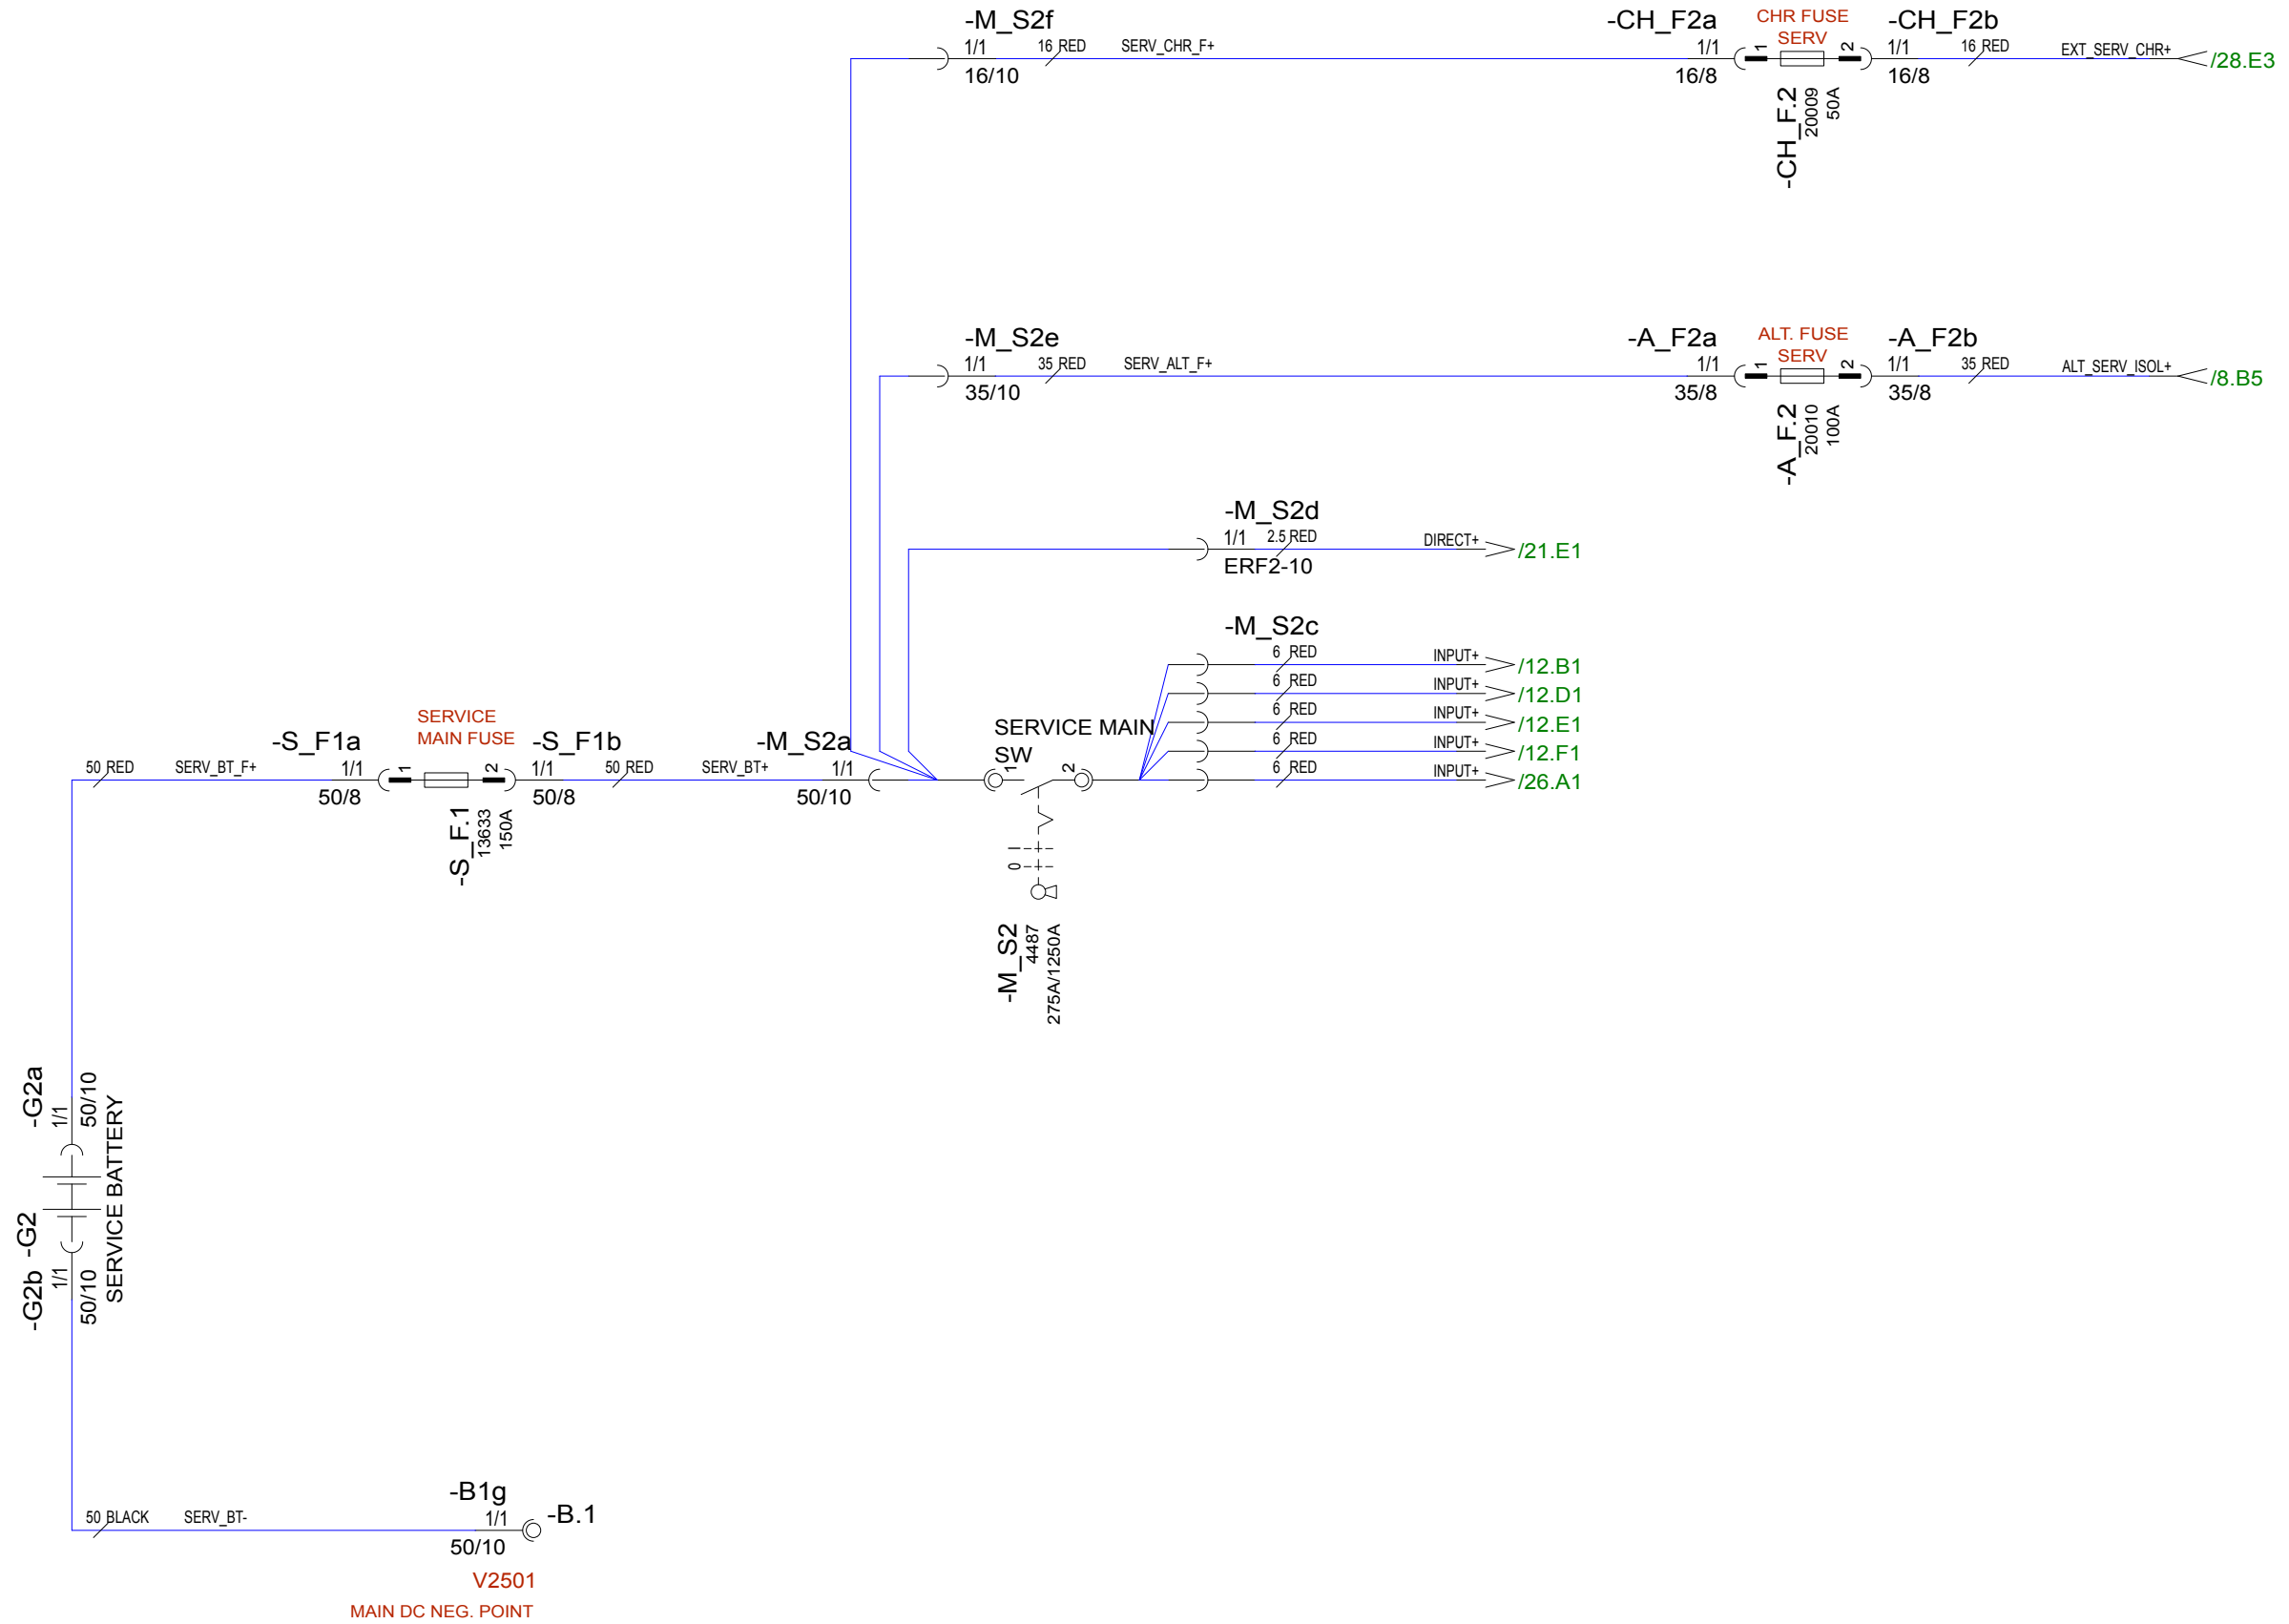 -M_S2f
1/1
16 RED
SERV_CHR_F+
16/10
-CH_F2a
1/1
16/8
CHR FUSE
SERV
1
2
-CH_F.2
20009
50A
-CH_F2b
1/1
16 RED
16/8
EXT_SERV_CHR+
/28.E3
-M_S2e
1/1
35 RED
SERV_ALT_F+
35/10
-A_F2a
1/1
35/8
ALT. FUSE
SERV
1
2
-A_F.2
20010
100A
-A_F2b
1/1
35 RED
35/8
ALT_SERV_ISOL+
/8.B5
-M_S2d
1/1
2.5 RED
DIRECT+
/21.E1
ERF2-10
-M_S2c
6 RED
INPUT+
/12.B1
6 RED
INPUT+
/12.D1
6 RED
INPUT+
/12.E1
6 RED
INPUT+
/12.F1
6 RED
INPUT+
/26.A1
50 RED
SERV_BT_F+
-S_F1a
1/1
50/8
SERVICE
MAIN FUSE
1
2
-S_F.1
13633
150A
-S_F1b
1/1
50/8
50 RED
SERV_BT+
-M_S2a
1/1
50/10
SERVICE MAIN
SW
1
2
0 1
-M_S2
4487
275A/1250A
-G2a
1/1
50/10
-G2
SERVICE BATTERY
-G2b
1/1
50/10
50 BLACK
SERV_BT-
-B1g
1/1
50/10
-B.1
V2501
MAIN DC NEG. POINT